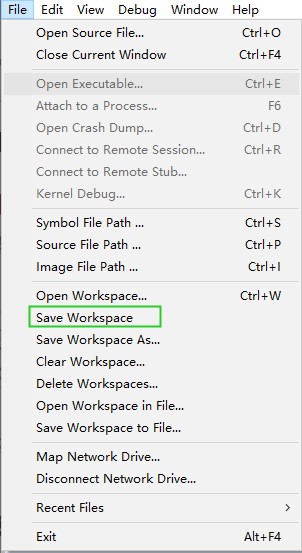 File Edit View Debug Window Help
Open Source File... Ctrl+O
Close Current Window Ctrl+F4
Open Executable... Ctrl+E
Attach to a Process... F6
Open Crash Dump... Ctrl+D
Connect to Remote Session... Ctrl+R
Connect to Remote Stub...
Kernel Debug... Ctrl+K
Symbol File Path ... Ctrl+S
Source File Path ... Ctrl+P
Image File Path ... Ctrl+I
Open Workspace... Ctrl+W
Save Workspace
Save Workspace As...
Clear Workspace...
Delete Workspaces...
Open Workspace in File...
Save Workspace to File...
Map Network Drive...
Disconnect Network Drive...
Recent Files
Exit Alt+F4